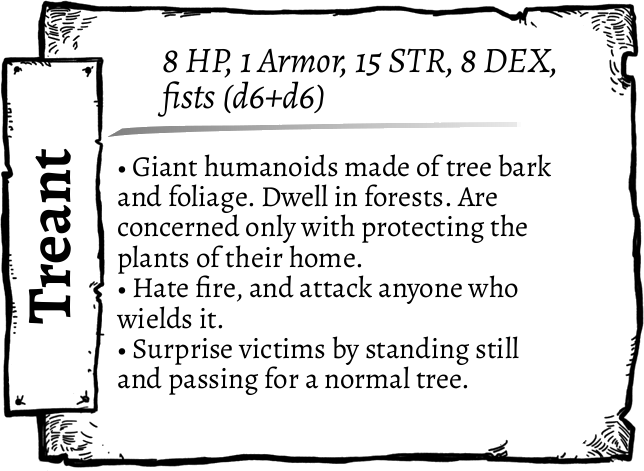 Treant
8 HP, 1 Armor, 15 STR, 8 DEX,
fists (d6+d6)
• Giant humanoids made of tree bark
and foliage. Dwell in forests. Are
concerned only with protecting the
plants of their home.
• Hate fire, and attack anyone who
wields it.
• Surprise victims by standing still
and passing for a normal tree.